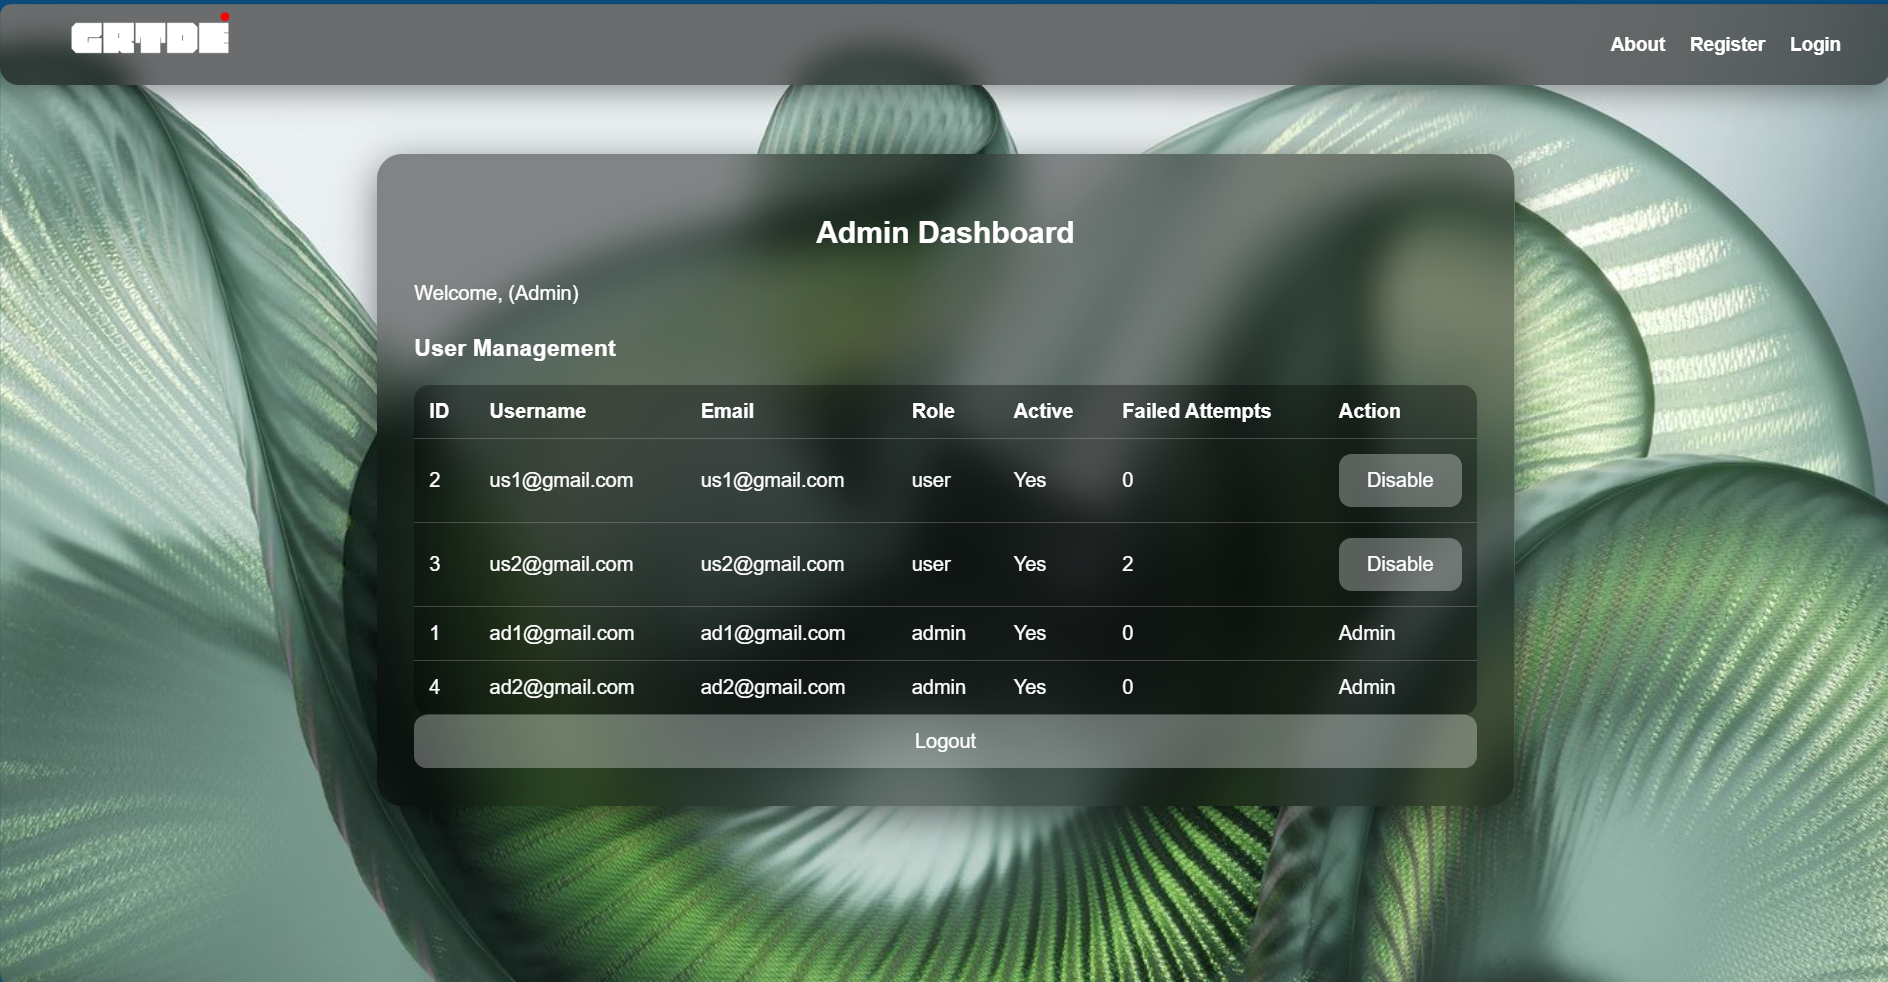 GRTDE
About Register Login
Admin Dashboard
Welcome, (Admin)
User Management
ID Username Email Role Active Failed Attempts Action
2 us1@gmail.com us1@gmail.com user Yes 0 Disable
3 us2@gmail.com us2@gmail.com user Yes 2 Disable
1 ad1@gmail.com ad1@gmail.com admin Yes 0 Admin
4 ad2@gmail.com ad2@gmail.com admin Yes 0 Admin
Logout